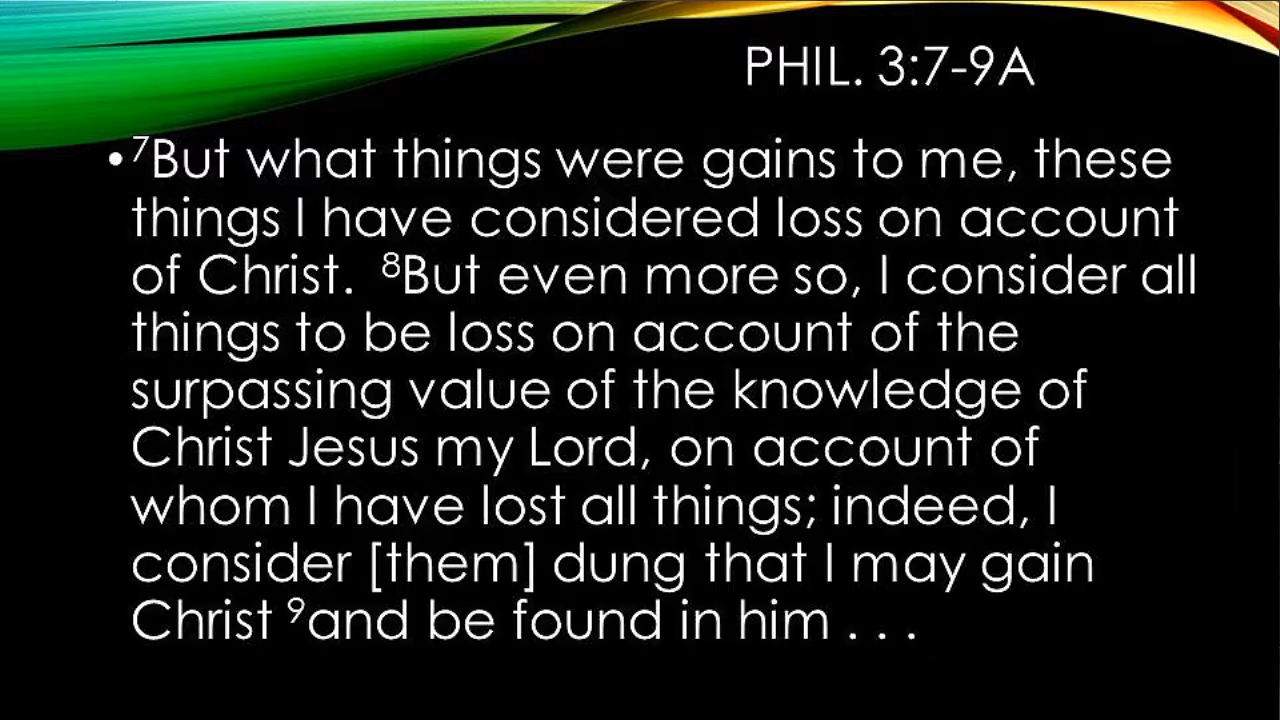 PHIL. 3:7-9A
•⁷But what things were gains to me, these
things I have considered loss on account
of Christ.  ⁸But even more so, I consider all
things to be loss on account of the
surpassing value of the knowledge of
Christ Jesus my Lord, on account of
whom I have lost all things; indeed, I
consider [them] dung that I may gain
Christ ⁹and be found in him . . .